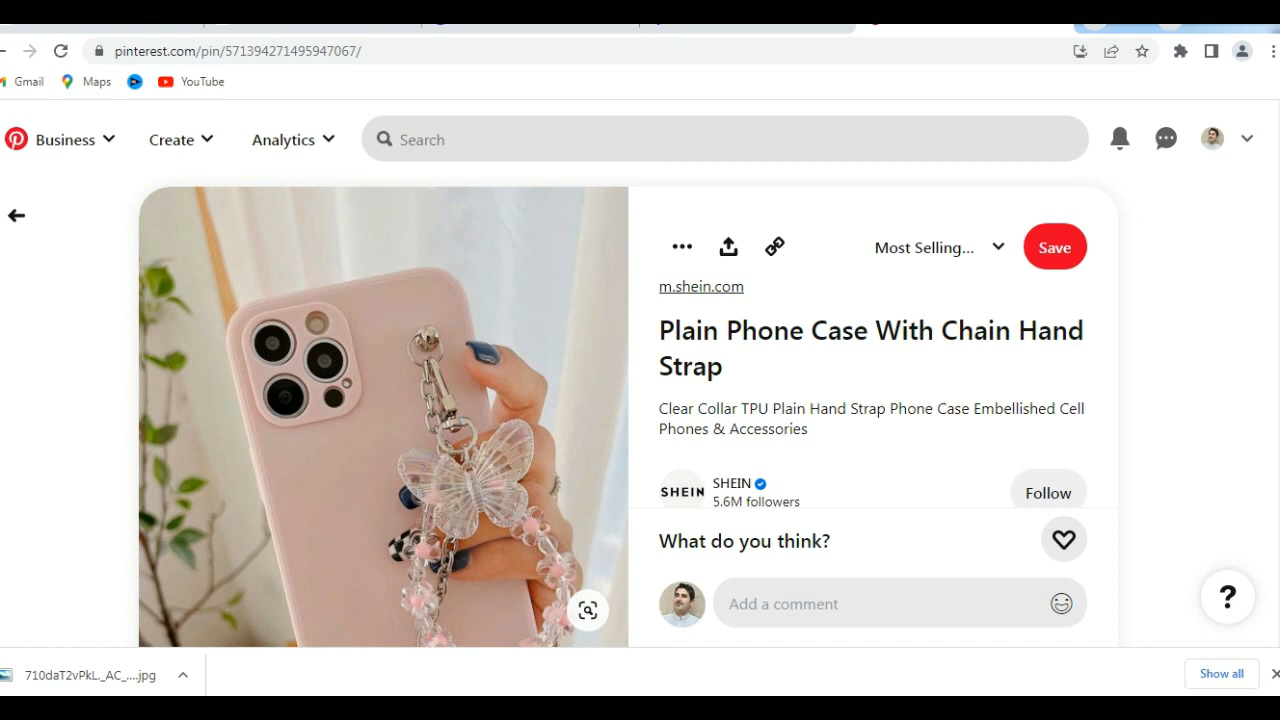 pinterest.com/pin/571394271495947067/
Gmail Maps YouTube
Business Create Analytics Search
Most Selling... Save
m.shein.com
Plain Phone Case With Chain Hand
Strap
Clear Collar TPU Plain Hand Strap Phone Case Embellished Cell
Phones & Accessories
SHEIN SHEIN
5.6M followers
Follow
What do you think?
Add a comment
?
710daT2vPkL._AC_....jpg
Show all